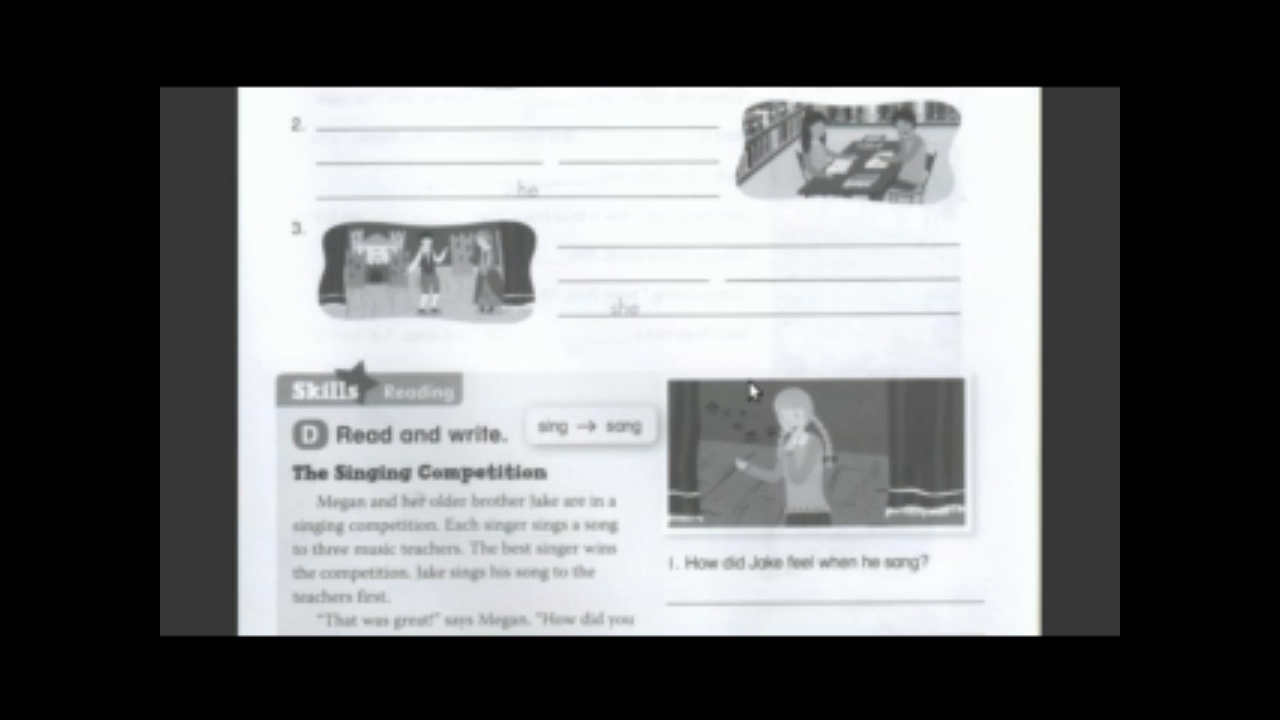 2.
he
3.
she
Skills Reading
D Read and write.
sing → sang
The Singing Competition
Megan and her older brother Jake are in a
singing competition. Each singer sings a song
to three music teachers. The best singer wins
the competition. Jake sings his song to the
teachers first.
"That was great!" says Megan. "How did you
1. How did Jake feel when he sang?